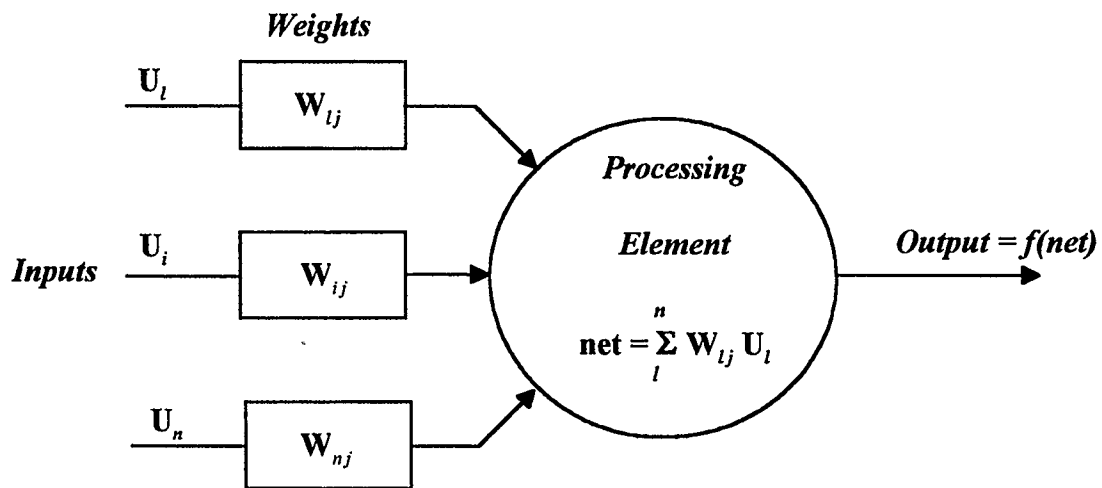 Weights
U_l
W_lj
Processing
Inputs
U_i
W_ij
Element
Output = f(net)
n
net = Σ W_lj U_l
l
U_n
W_nj